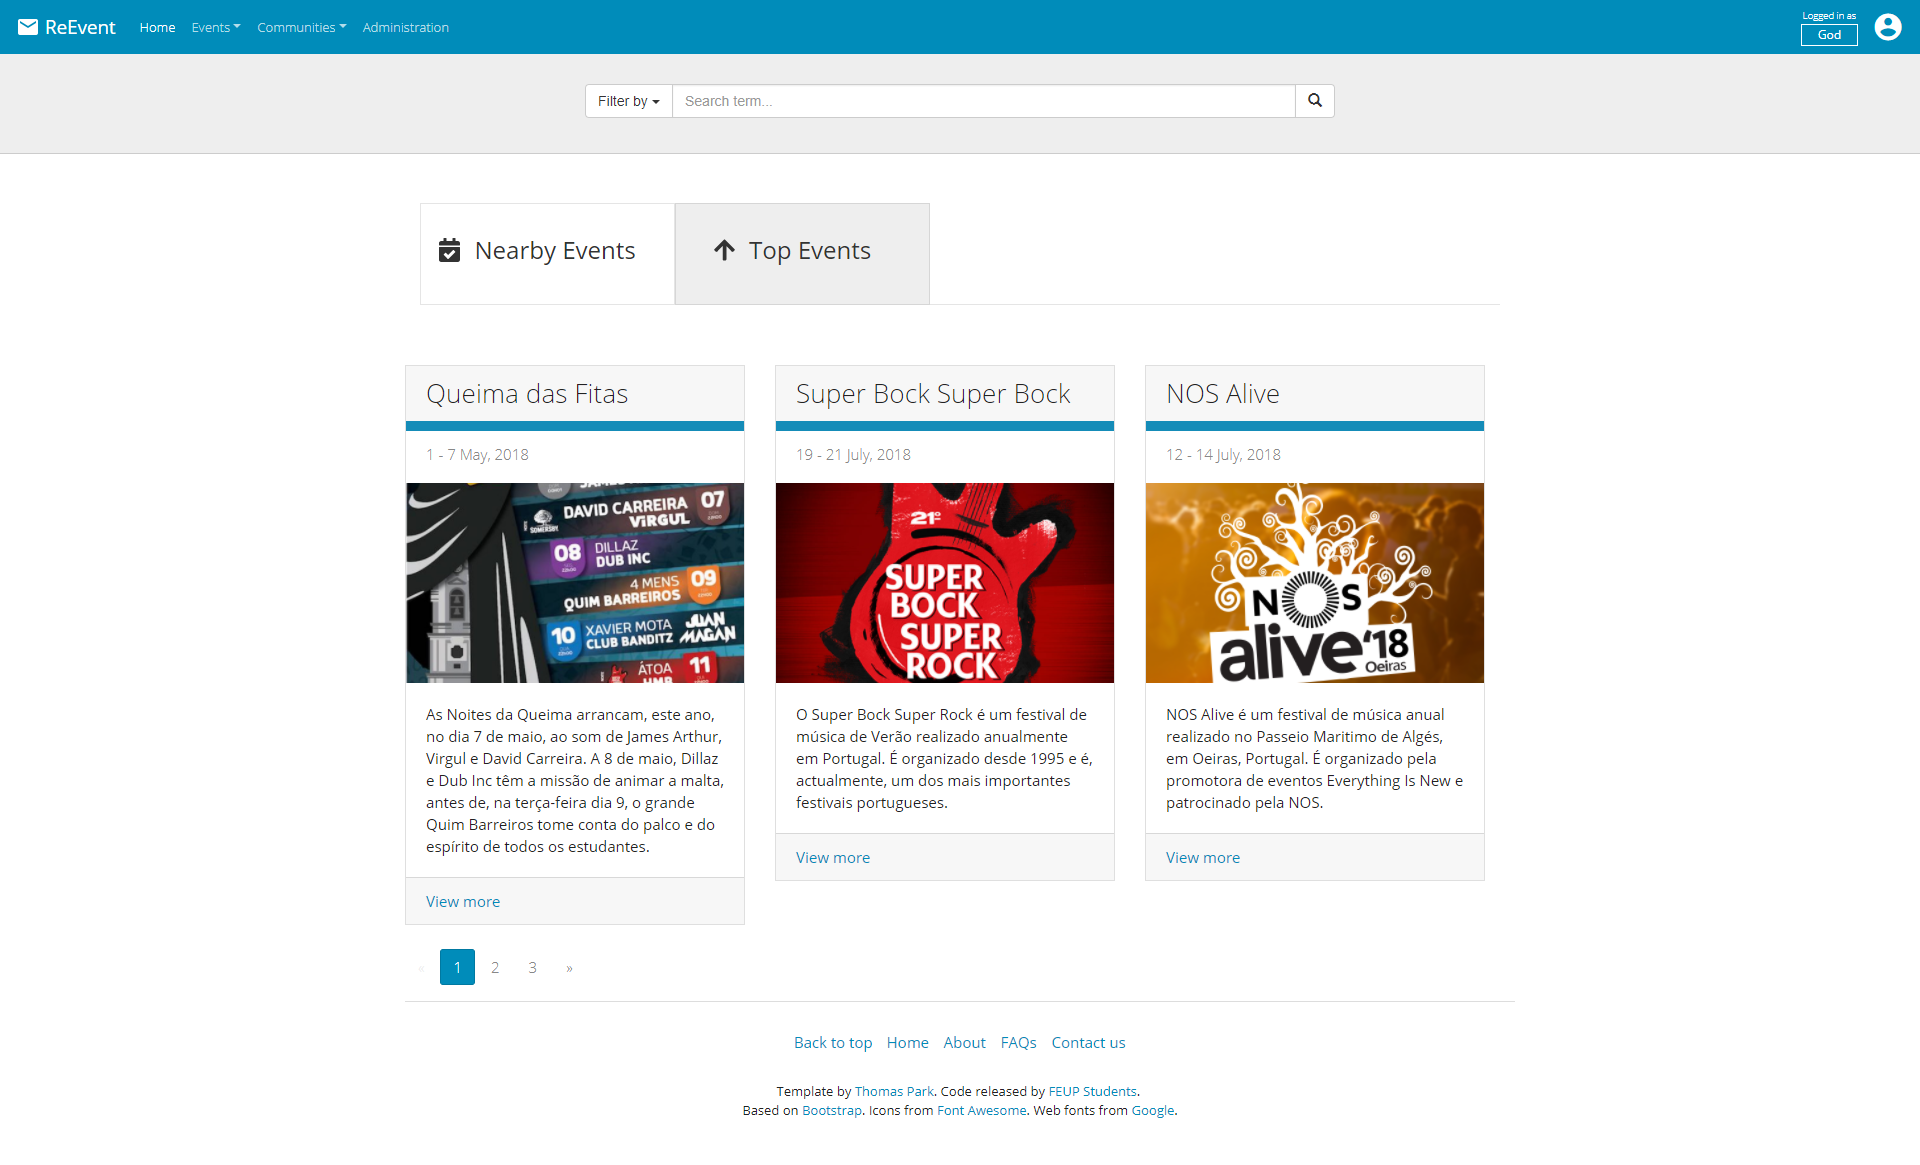 ReEvent Home Events Communities Administration
Logged in as
God
Filter by Search term...
Nearby Events Top Events
Queima das Fitas
1 - 7 May, 2018
DAVID CARREIRA 07
VIRGUL
SOMERSBY
08 DILLAZ
DUB INC
4 MENS 09
QUIM BARREIROS
10 XAVIER MOTA JUAN
CLUB BANDITZ MAGAN
ÁTOA 11
As Noites da Queima arrancam, este ano,
no dia 7 de maio, ao som de James Arthur,
Virgul e David Carreira. A 8 de maio, Dillaz
e Dub Inc têm a missão de animar a malta,
antes de, na terça-feira dia 9, o grande
Quim Barreiros tome conta do palco e do
espírito de todos os estudantes.
View more
Super Bock Super Bock
19 - 21 July, 2018
21º
SUPER
BOCK
SUPER
ROCK
O Super Bock Super Rock é um festival de
música de Verão realizado anualmente
em Portugal. É organizado desde 1995 e é,
actualmente, um dos mais importantes
festivais portugueses.
View more
NOS Alive
12 - 14 July, 2018
NOS
alive'18
Oeiras
NOS Alive é um festival de música anual
realizado no Passeio Maritimo de Algés,
em Oeiras, Portugal. É organizado pela
promotora de eventos Everything Is New e
patrocinado pela NOS.
View more
« 1 2 3 »
Back to top Home About FAQs Contact us
Template by Thomas Park. Code released by FEUP Students.
Based on Bootstrap. Icons from Font Awesome. Web fonts from Google.